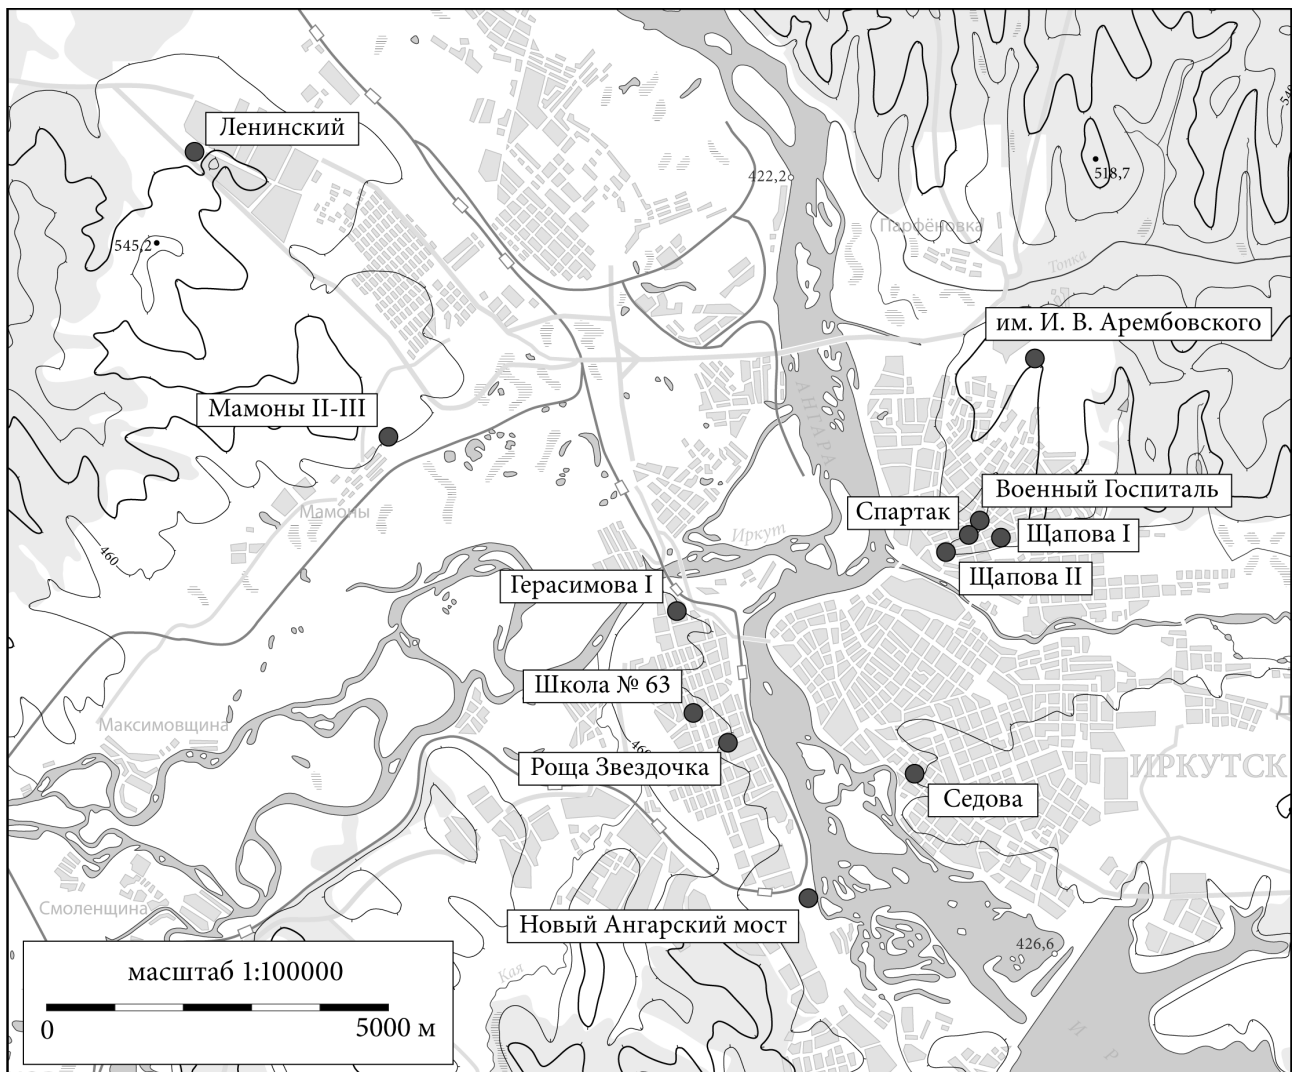 Ленинский
422,2
518,7
Парфёновка
545,2
Топка
им. И. В. Арембовского
АНГАРА
Мамоны II-III
Военный Госпиталь
Спартак
Мамоны
Иркут
Щапова I
460
Щапова II
Герасимова I
Школа № 63
Максимовщина
Роща Звездочка
ИРКУТСК
Седова
Смоленщина
Новый Ангарский мост
426,6
Кая
масштаб 1:100000
0
5000 м
И Р